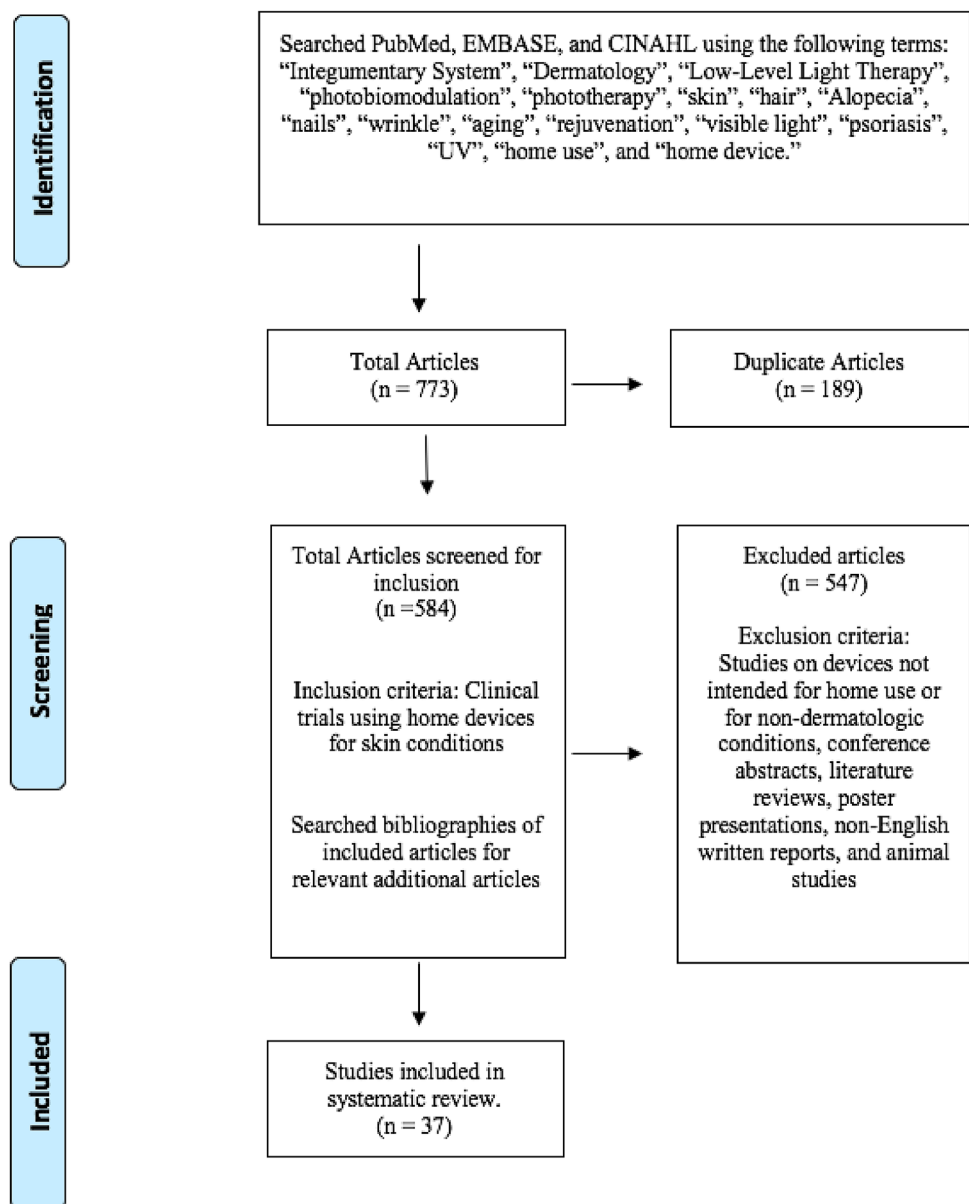 Identification
Searched PubMed, EMBASE, and CINAHL using the following terms:
“Integumentary System”, “Dermatology”, “Low-Level Light Therapy”,
“photobiomodulation”, “phototherapy”, “skin”, “hair”, “Alopecia”,
“nails”, “wrinkle”, “aging”, “rejuvenation”, “visible light”, “psoriasis”,
“UV”, “home use”, and “home device.”
Total Articles
(n = 773)
Duplicate Articles
(n = 189)
Screening
Total Articles screened for
inclusion
(n =584)
Inclusion criteria: Clinical
trials using home devices
for skin conditions
Searched bibliographies of
included articles for
relevant additional articles
Excluded articles
(n = 547)
Exclusion criteria:
Studies on devices not
intended for home use or
for non-dermatologic
conditions, conference
abstracts, literature
reviews, poster
presentations, non-English
written reports, and animal
studies
Included
Studies included in
systematic review.
(n = 37)